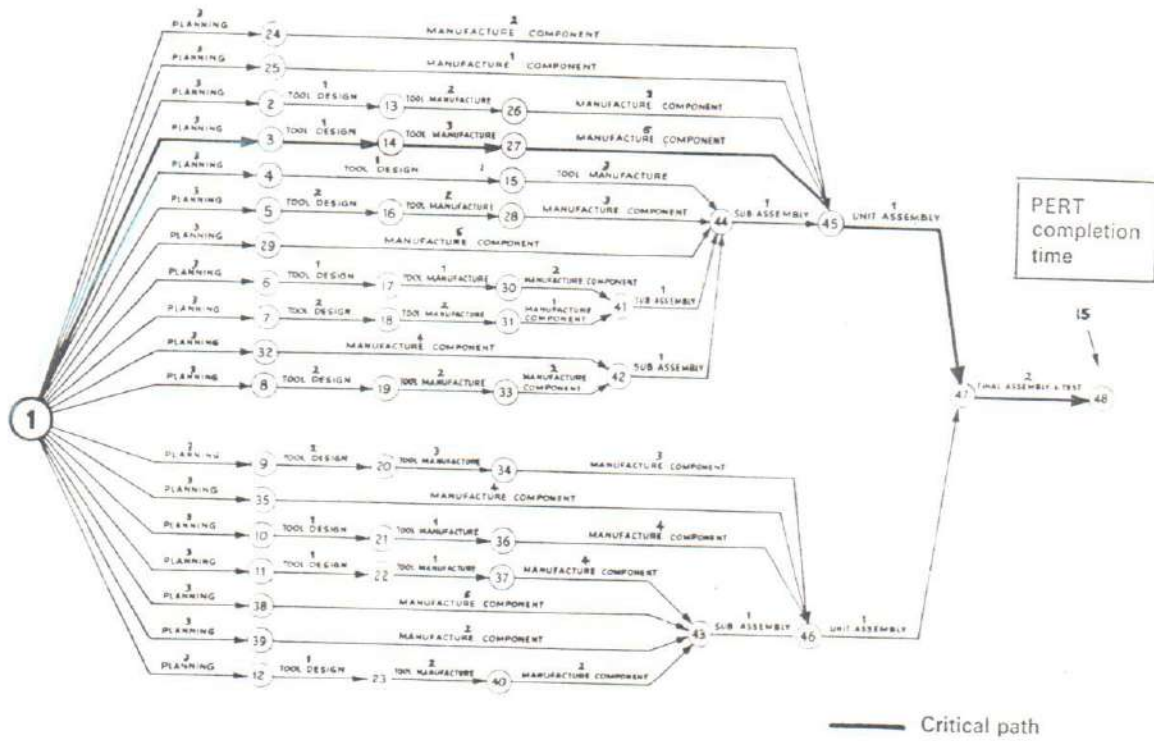 3 2
PLANNING 24 MANUFACTURE COMPONENT
3 1
PLANNING 25 MANUFACTURE COMPONENT
3 1 2
PLANNING 2 TOOL DESIGN 13 TOOL MANUFACTURE 26 MANUFACTURE COMPONENT
3 1 3 5
PLANNING 3 TOOL DESIGN 14 TOOL MANUFACTURE 27 MANUFACTURE COMPONENT
3 1
PLANNING 4 TOOL DESIGN 15 TOOL MANUFACTURE
3 2 2 3 1 1
PLANNING 5 TOOL DESIGN 16 TOOL MANUFACTURE 28 MANUFACTURE COMPONENT 44 SUB ASSEMBLY 45 UNIT ASSEMBLY
3
PLANNING 29 MANUFACTURE COMPONENT
3 1 1 2
PLANNING 6 TOOL DESIGN 17 TOOL MANUFACTURE 30 MANUFACTURE COMPONENT 41
1
SUB ASSEMBLY
3 2 2 1
PLANNING 7 TOOL DESIGN 18 TOOL MANUFACTURE 31 MANUFACTURE COMPONENT
3 4
PLANNING 32 MANUFACTURE COMPONENT 42
1
SUB ASSEMBLY
3 2 2 2
PLANNING 8 TOOL DESIGN 19 TOOL MANUFACTURE 33 MANUFACTURE COMPONENT
PERT
completion
time
15
2
47 FINAL ASSEMBLY & TEST 48
1
2 3 3
PLANNING 9 TOOL DESIGN 20 TOOL MANUFACTURE 34 MANUFACTURE COMPONENT
3 4
PLANNING 35 MANUFACTURE COMPONENT
3 1 1 4
PLANNING 10 TOOL DESIGN 21 TOOL MANUFACTURE 36 MANUFACTURE COMPONENT
3 1 1 4
PLANNING 11 TOOL DESIGN 22 TOOL MANUFACTURE 37 MANUFACTURE COMPONENT
3
PLANNING 38 MANUFACTURE COMPONENT
1 1
43 SUB ASSEMBLY 46 UNIT ASSEMBLY
3 2
PLANNING 39 MANUFACTURE COMPONENT
3 1 2 2
PLANNING 12 TOOL DESIGN 23 TOOL MANUFACTURE 40 MANUFACTURE COMPONENT
Critical path